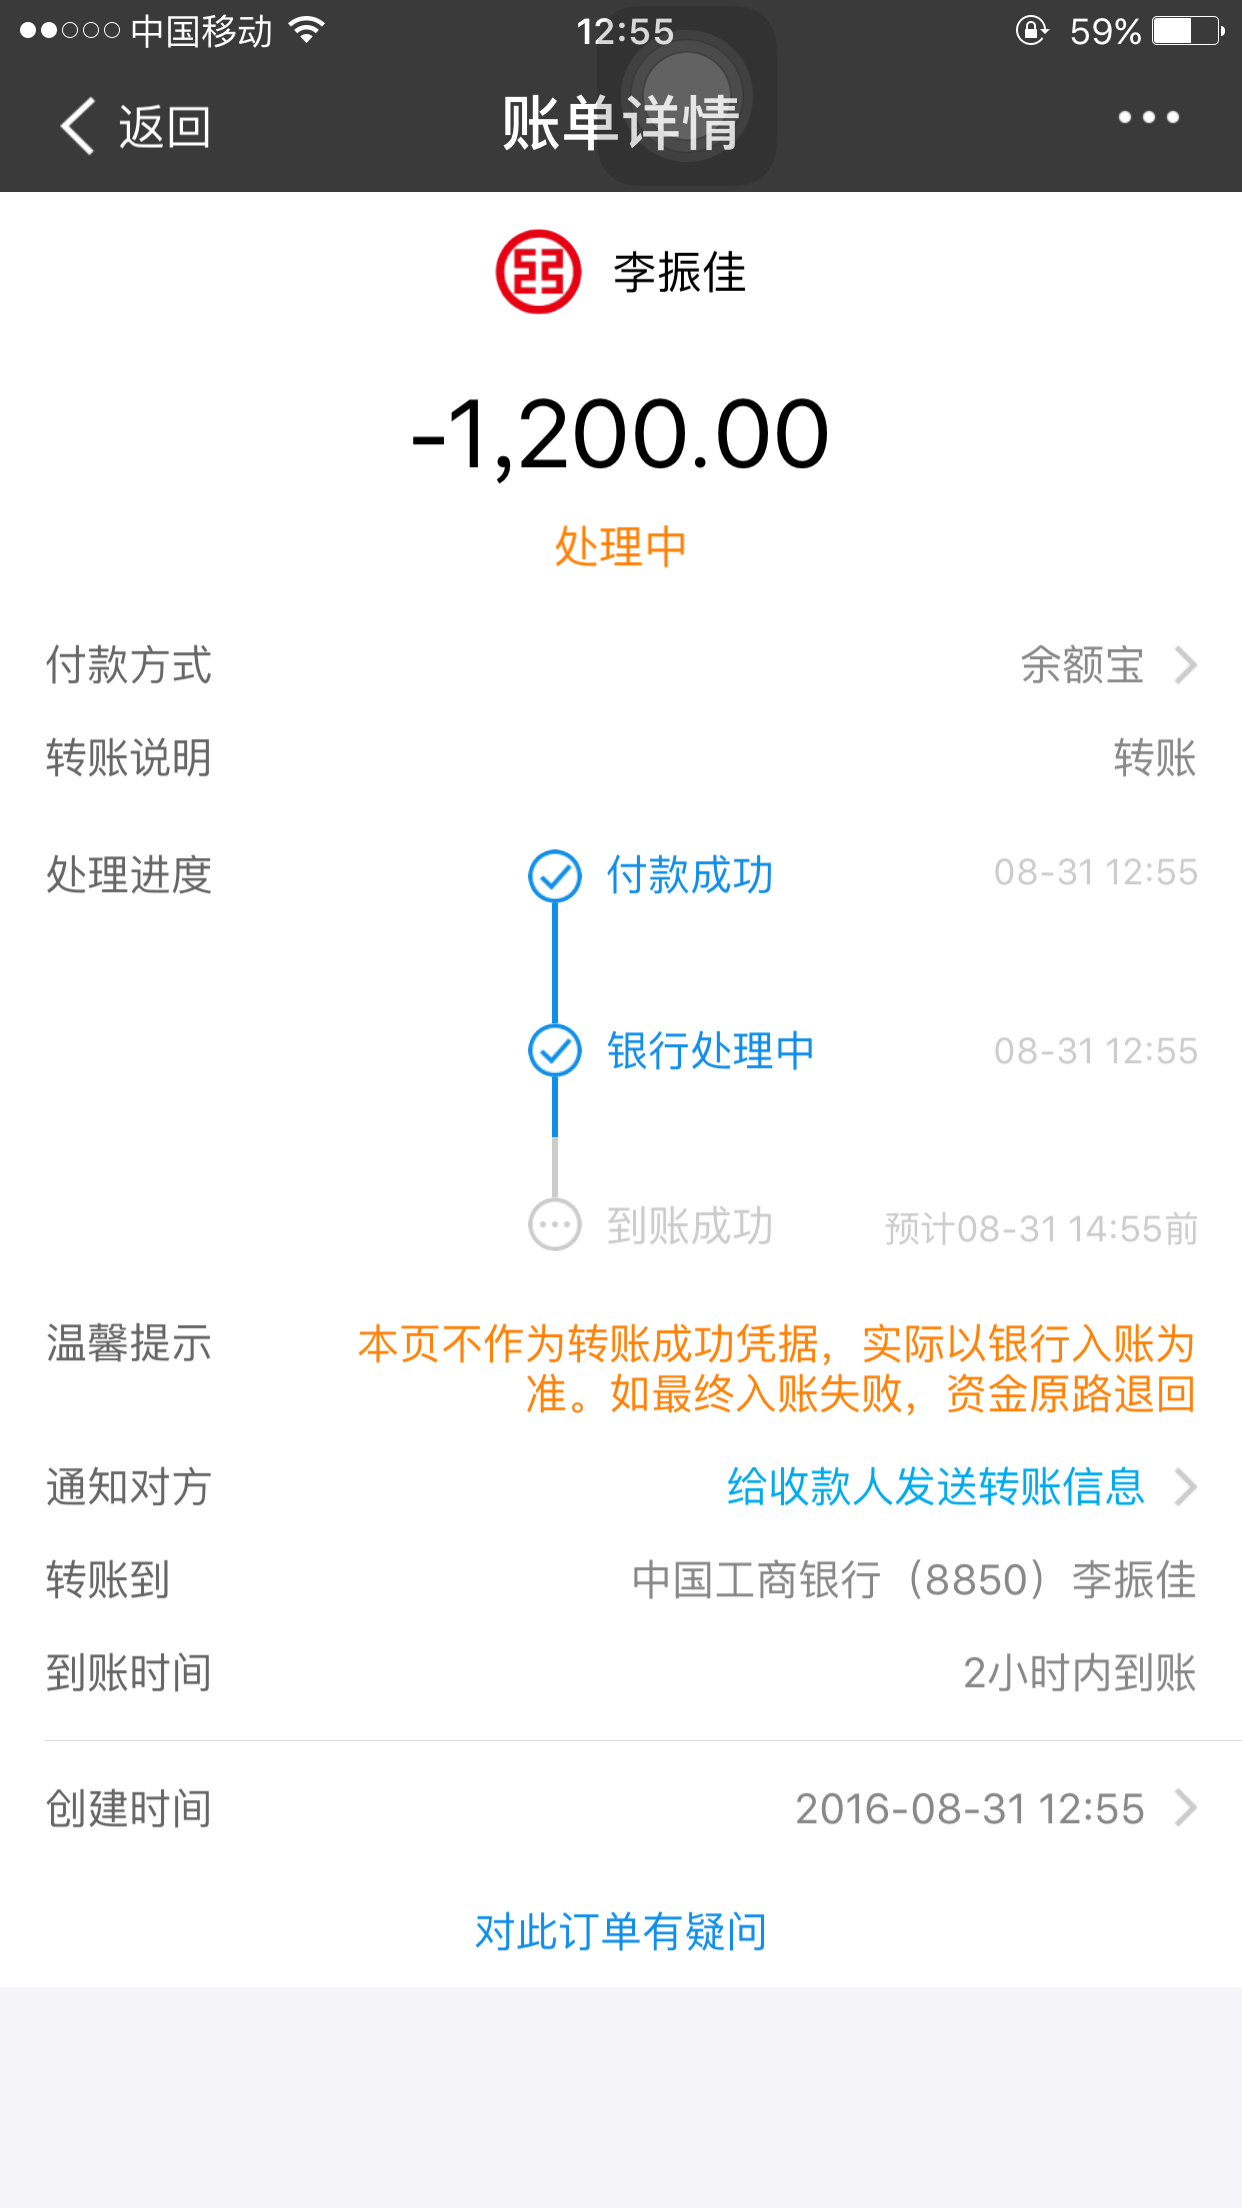 中国移动 12:55 59%
返回 账单详情
李振佳
-1,200.00
处理中
付款方式 余额宝
转账说明 转账
处理进度 付款成功 08-31 12:55
银行处理中 08-31 12:55
到账成功 预计08-31 14:55前
温馨提示 本页不作为转账成功凭据，实际以银行入账为
准。如最终入账失败，资金原路退回
通知对方 给收款人发送转账信息
转账到 中国工商银行（8850）李振佳
到账时间 2小时内到账
创建时间 2016-08-31 12:55
对此订单有疑问